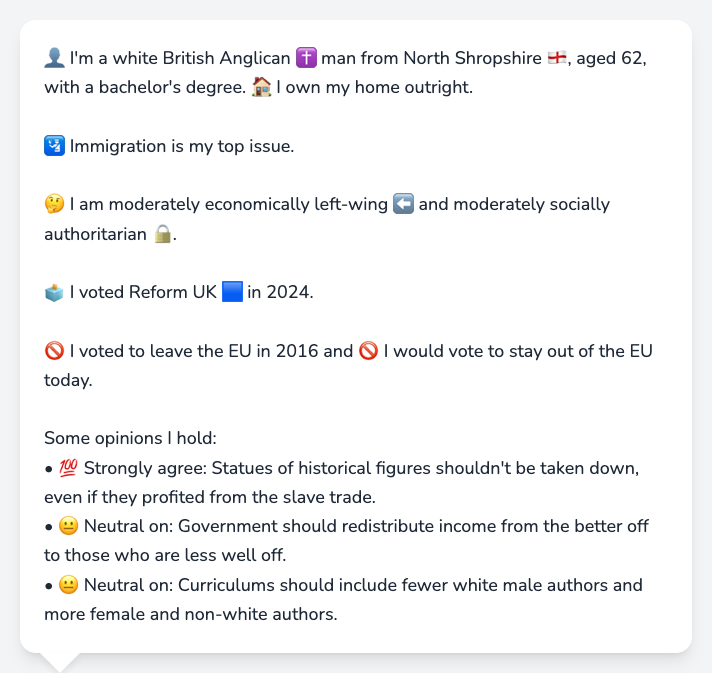 👤 I'm a white British Anglican ✝️ man from North Shropshire 🏴󠁧󠁢󠁥󠁮󠁧󠁿, aged 62,
with a bachelor's degree. 🏠 I own my home outright.
🛂 Immigration is my top issue.
🤔 I am moderately economically left-wing ⬅️ and moderately socially
authoritarian 🔒.
🗳️ I voted Reform UK 🟦 in 2024.
🚫 I voted to leave the EU in 2016 and 🚫 I would vote to stay out of the EU
today.
Some opinions I hold:
• 💯 Strongly agree: Statues of historical figures shouldn't be taken down,
even if they profited from the slave trade.
• 😐 Neutral on: Government should redistribute income from the better off
to those who are less well off.
• 😐 Neutral on: Curriculums should include fewer white male authors and
more female and non-white authors.